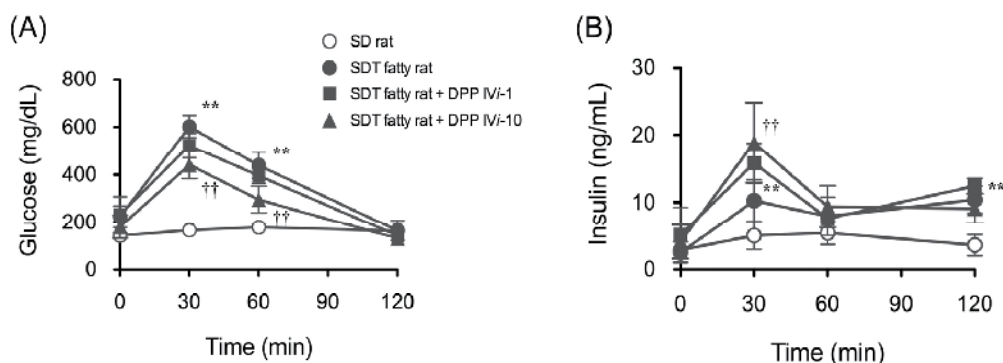 (A)
SD rat
SDT fatty rat
SDT fatty rat + DPP IVi-1
SDT fatty rat + DPP IVi-10
Glucose (mg/dL)
800
600
400
200
0
**
**
††
††
0 30 60 90 120
Time (min)
(B)
Insulin (ng/mL)
30
20
10
0
††
**
**
0 30 60 90 120
Time (min)